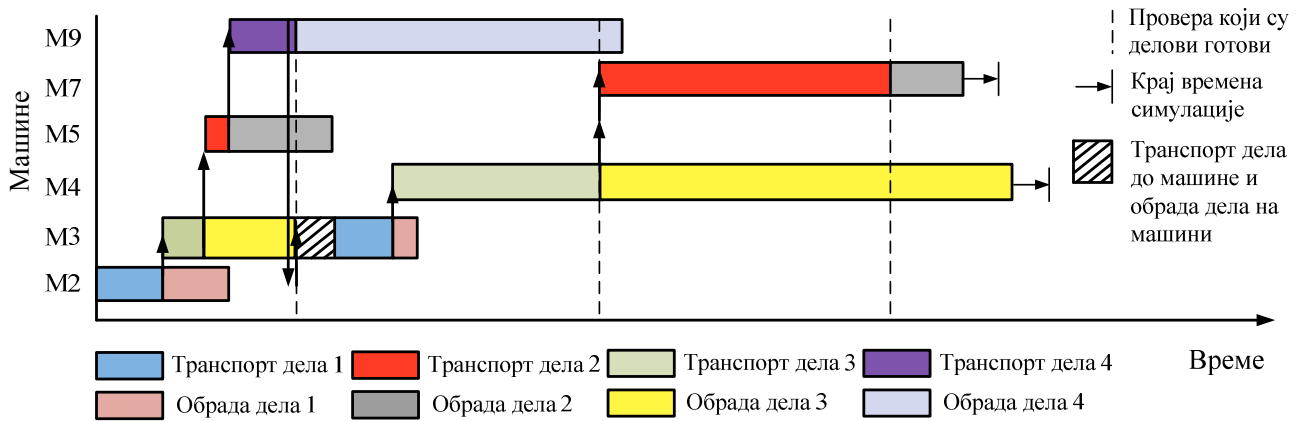 Машине
M9
M7
M5
M4
M3
M2
Провера који су
делови готови
Крај времена
симулације
Транспорт дела
до машине и
обрада дела на
машини
Време
Транспорт дела 1
Транспорт дела 2
Транспорт дела 3
Транспорт дела 4
Обрада дела 1
Обрада дела 2
Обрада дела 3
Обрада дела 4